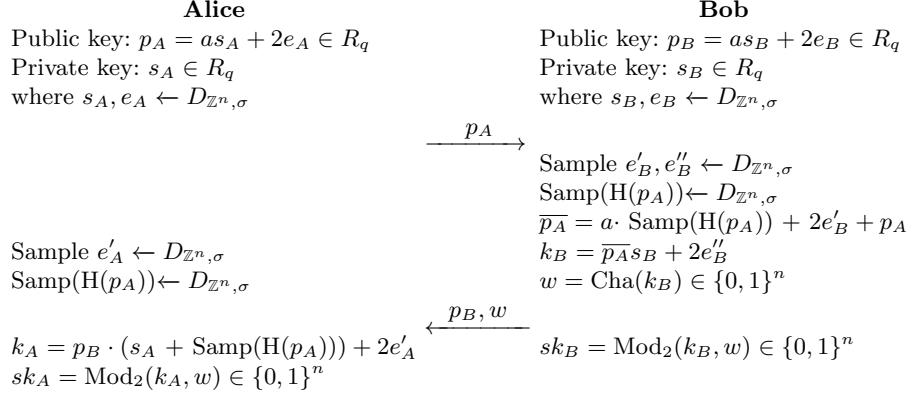 Alice Bob
Public key: p_A = as_A + 2e_A ∈ R_q Public key: p_B = as_B + 2e_B ∈ R_q
Private key: s_A ∈ R_q Private key: s_B ∈ R_q
where s_A, e_A ← D_{ℤ^n,σ} where s_B, e_B ← D_{ℤ^n,σ}
p_A
Sample e'_B, e''_B ← D_{ℤ^n,σ}
Samp(H(p_A))← D_{ℤ^n,σ}
\overline{p_A} = a· Samp(H(p_A)) + 2e'_B + p_A
Sample e'_A ← D_{ℤ^n,σ} k_B = \overline{p_A}s_B + 2e''_B
Samp(H(p_A))← D_{ℤ^n,σ} w = Cha(k_B) ∈ {0, 1}^n
p_B, w
k_A = p_B · (s_A + Samp(H(p_A))) + 2e'_A sk_B = Mod_2(k_B, w) ∈ {0, 1}^n
sk_A = Mod_2(k_A, w) ∈ {0, 1}^n